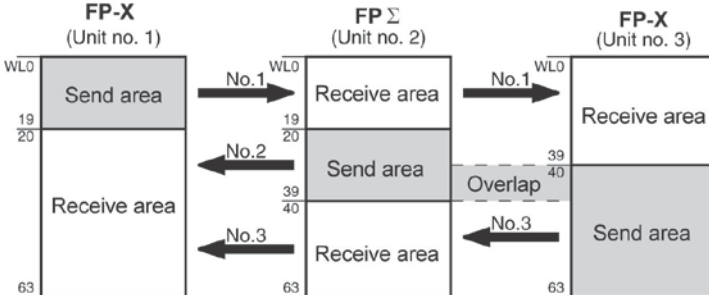 FP-X
(Unit no. 1)
WL0
Send area
19
20
Receive area
63
No.1
No.2
No.3
FPΣ
(Unit no. 2)
WL0
Receive area
19
20
Send area
39
40
Receive area
63
No.1
Overlap
No.3
FP-X
(Unit no. 3)
WL0
Receive area
39
40
Send area
63